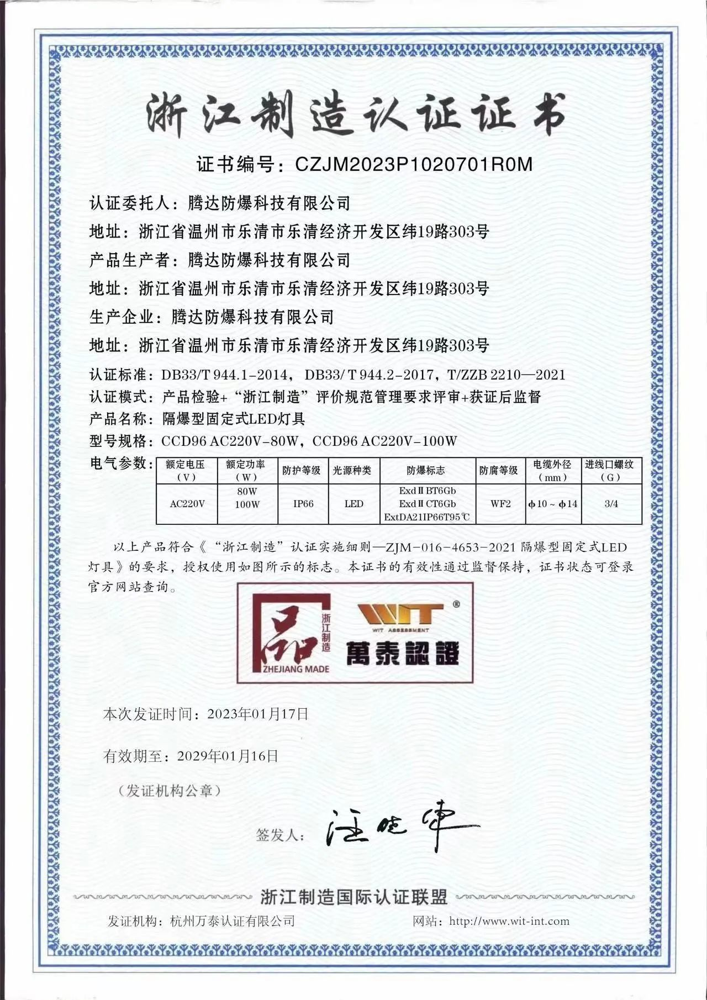 浙江制造认证证书
证书编号：CZJM2023P1020701R0M
认证委托人：腾达防爆科技有限公司
地址：浙江省温州市乐清市乐清经济开发区纬19路303号
产品生产者：腾达防爆科技有限公司
地址：浙江省温州市乐清市乐清经济开发区纬19路303号
生产企业：腾达防爆科技有限公司
地址：浙江省温州市乐清市乐清经济开发区纬19路303号
认证标准：DB33/T 944.1-2014， DB33/T 944.2-2017，T/ZZB 2210—2021
认证模式：产品检验+“浙江制造”评价规范管理要求评审+获证后监督
产品名称：隔爆型固定式LED灯具
型号规格：CCD96 AC220V-80W，CCD96 AC220V-100W
电气参数：
额定电压（V） 额定功率（W） 防护等级 光源种类 防爆标志 防腐等级 电缆外径（mm） 进线口螺纹（G）
AC220V 80W 100W IP66 LED ExdⅡBT6Gb ExdⅡCT6Gb ExtDA21IP66T95℃ WF2 ф10～ф14 3/4
以上产品符合《“浙江制造”认证实施细则—ZJM-016-4653-2021 隔爆型固定式LED
灯具》的要求，授权使用如图所示的标志。本证书的有效性通过监督保持，证书状态可登录
官方网站查询。
品
浙江制造
ZHEJIANG MADE
WIT ®
WIT ASSESSMENT
萬泰認證
本次发证时间：2023年01月17日
有效期至：2029年01月16日
（发证机构公章）
签发人：
浙江制造国际认证联盟
发证机构：杭州万泰认证有限公司 网站：http://www.wit-int.com